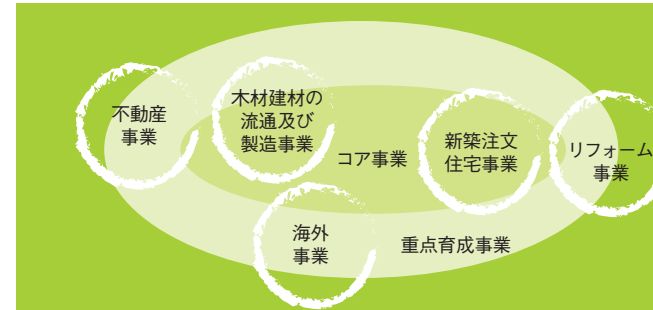 不動産
事業
木材建材の
流通及び
製造事業
コア事業
新築注文
住宅事業
リフォーム
事業
海外
事業
重点育成事業